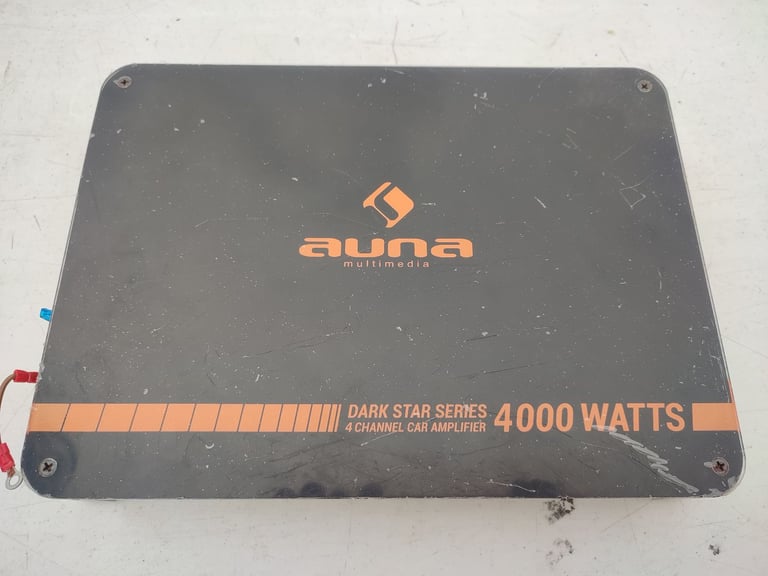 auna
multimedia
DARK STAR SERIES
4 CHANNEL CAR AMPLIFIER
4000 WATTS